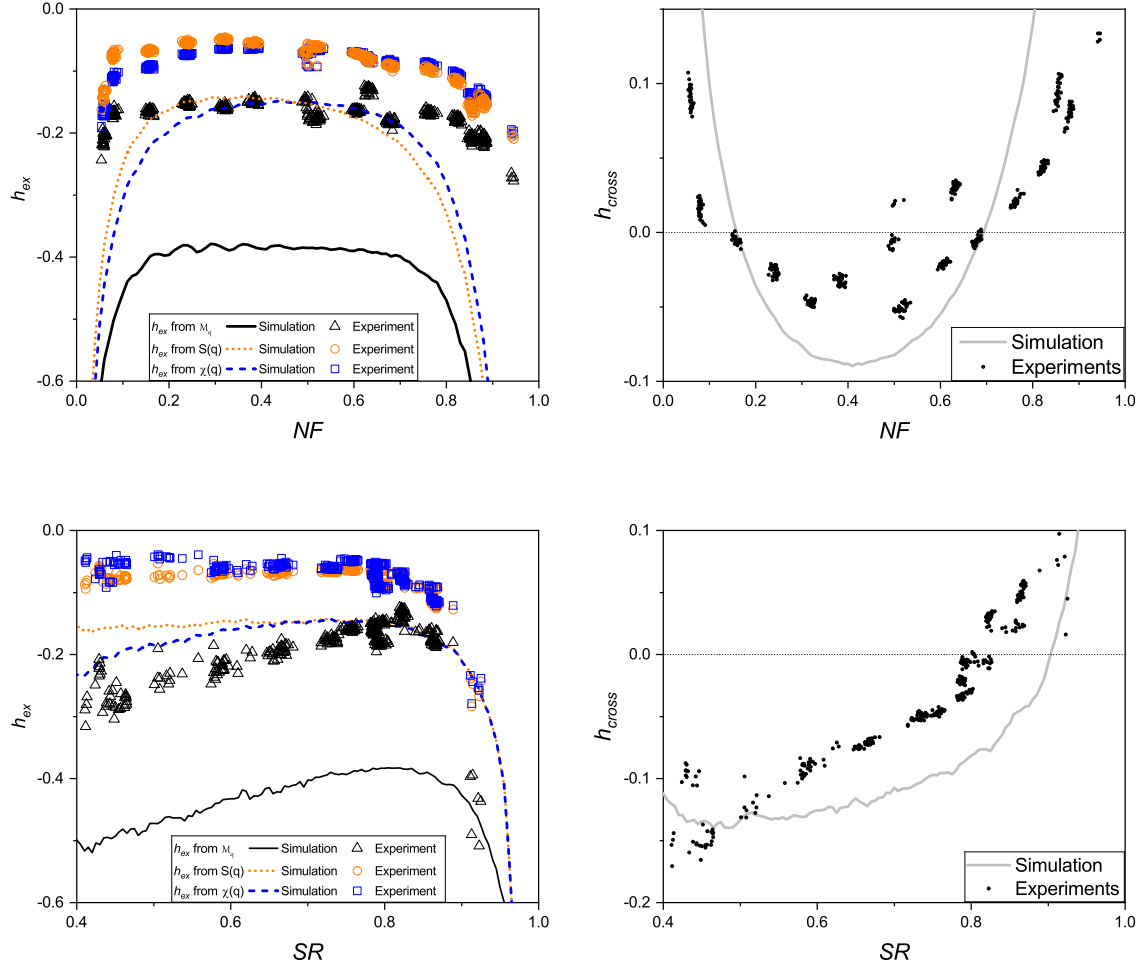 0.0
-0.2
-0.4
-0.6
0.0 0.2 0.4 0.6 0.8 1.0
h_ex
NF
h_ex from M_q Simulation Experiment
h_ex from S(q) Simulation Experiment
h_ex from χ(q) Simulation Experiment
0.1
0.0
-0.1
0.0 0.2 0.4 0.6 0.8 1.0
h_cross
NF
Simulation
Experiments
0.0
-0.2
-0.4
-0.6
0.4 0.6 0.8 1.0
h_ex
SR
h_ex from M_q Simulation Experiment
h_ex from S(q) Simulation Experiment
h_ex from χ(q) Simulation Experiment
0.1
0.0
-0.1
-0.2
0.4 0.6 0.8 1.0
h_cross
SR
Simulation
Experiments